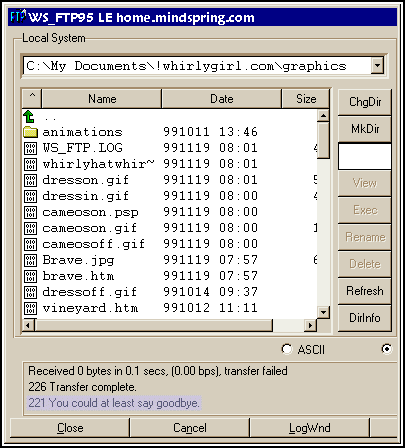 WS_FTP95 LE home.mindspring.com
Local System
C:\My Documents\!whirlygirl.com\graphics
^ Name Date Size
ChgDir
..
animations 991011 13:46
MkDir
WS_FTP.LOG 991119 08:01 4
whirlyhatwhir~ 991119 08:01
dresson.gif 991119 08:01 5
View
dressin.gif 991119 08:00 4
cameoson.psp 991119 08:00
Exec
cameoson.gif 991119 08:00 1
cameosoff.gif 991119 08:00
Rename
Brave.jpg 991119 07:57 6
Delete
brave.htm 991119 07:57
dressoff.gif 991014 09:37
Refresh
vineyard.htm 991012 11:11
DirInfo
ASCII
Received 0 bytes in 0.1 secs, (0.00 bps), transfer failed
226 Transfer complete.
221 You could at least say goodbye.
Close Cancel LogWnd